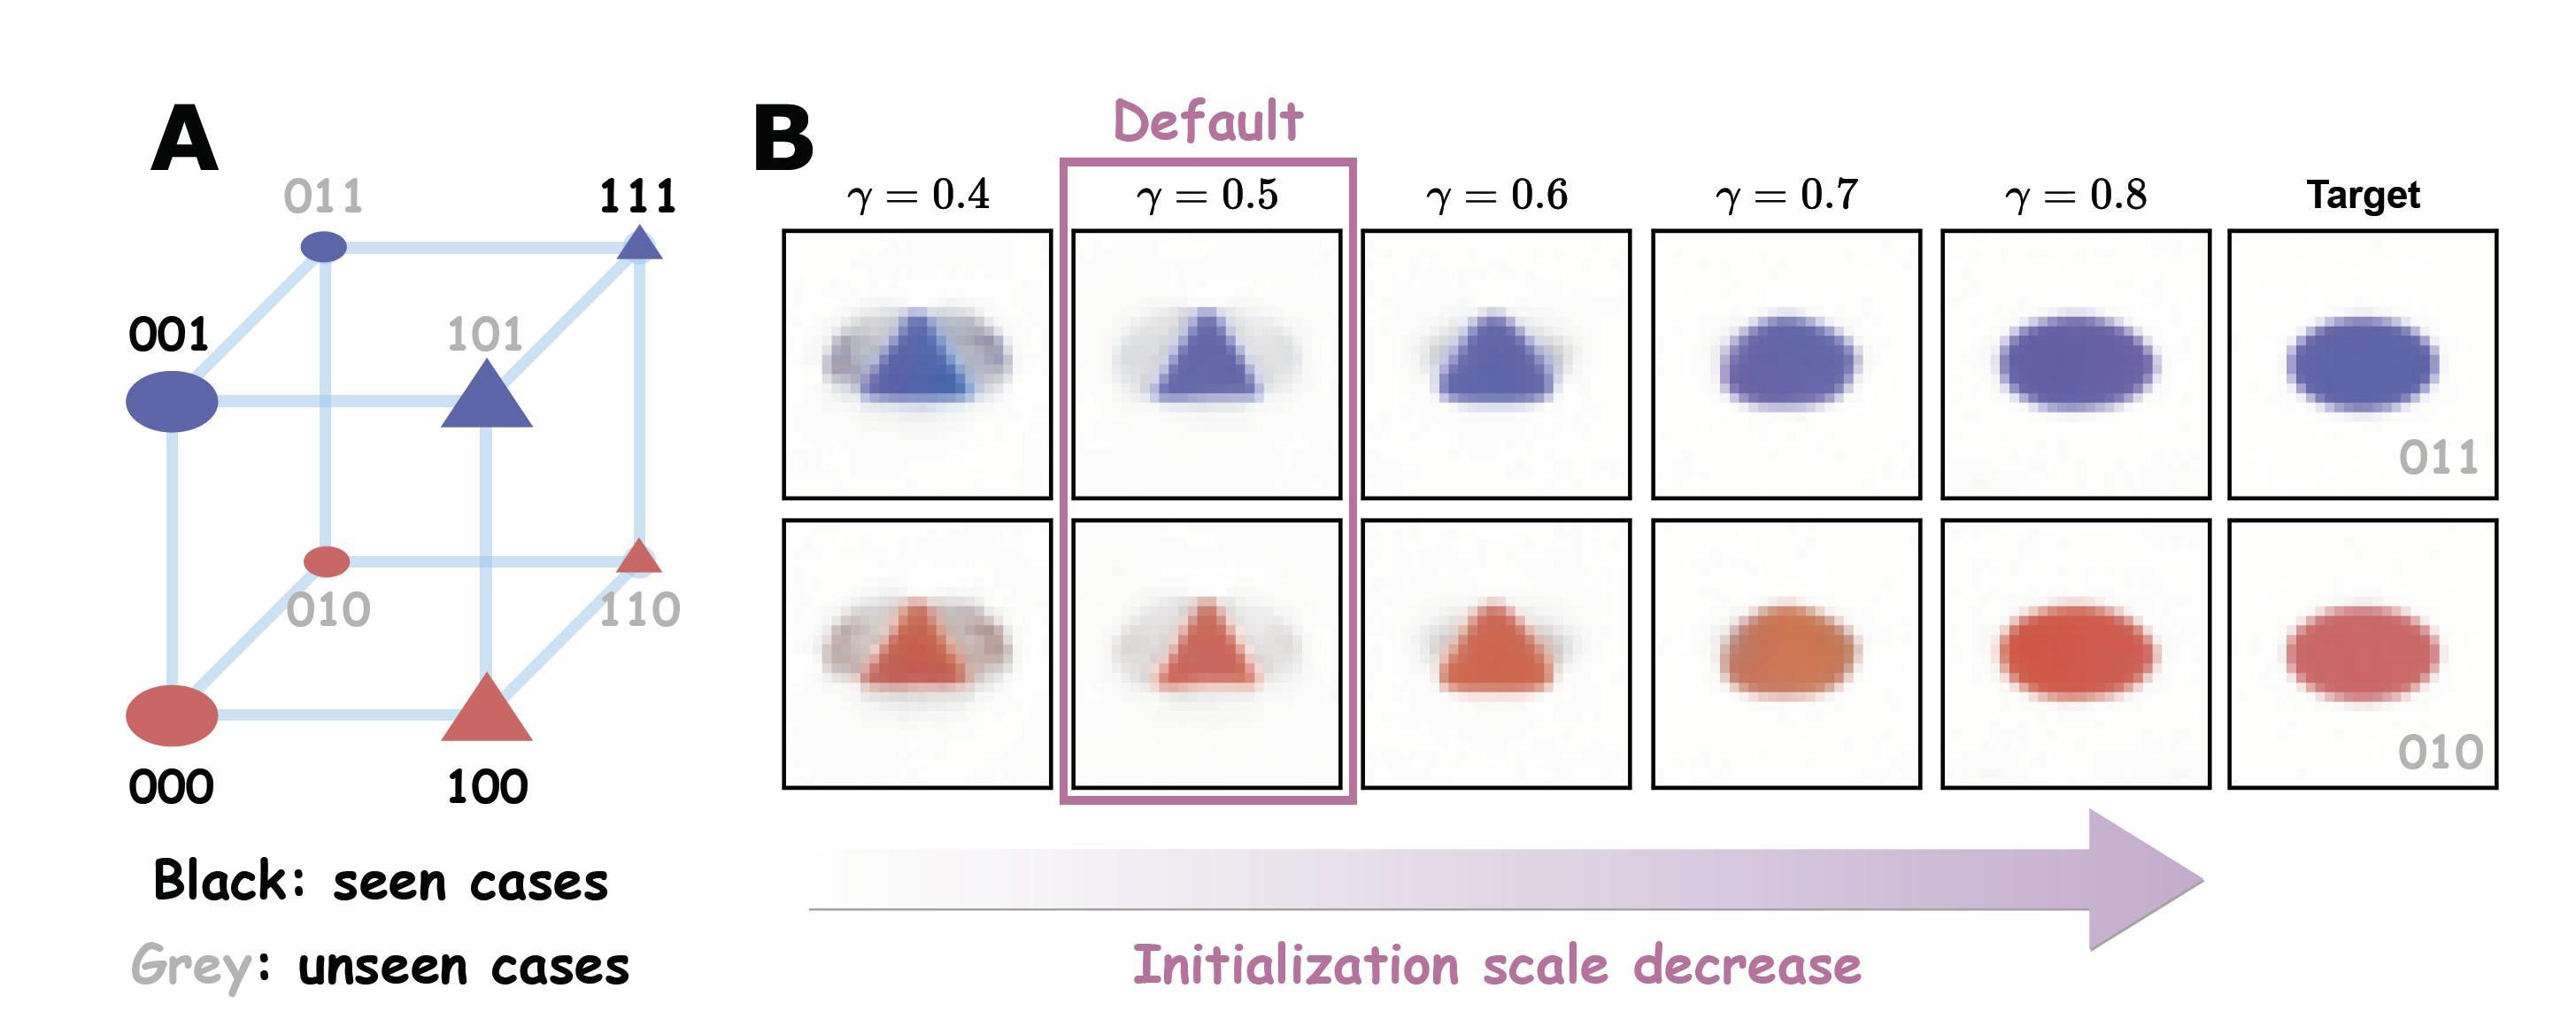 A
011
111
001
101
010
110
000
100
Black: seen cases
Grey: unseen cases
B
Default
γ = 0.4
γ = 0.5
γ = 0.6
γ = 0.7
γ = 0.8
Target
011
010
Initialization scale decrease